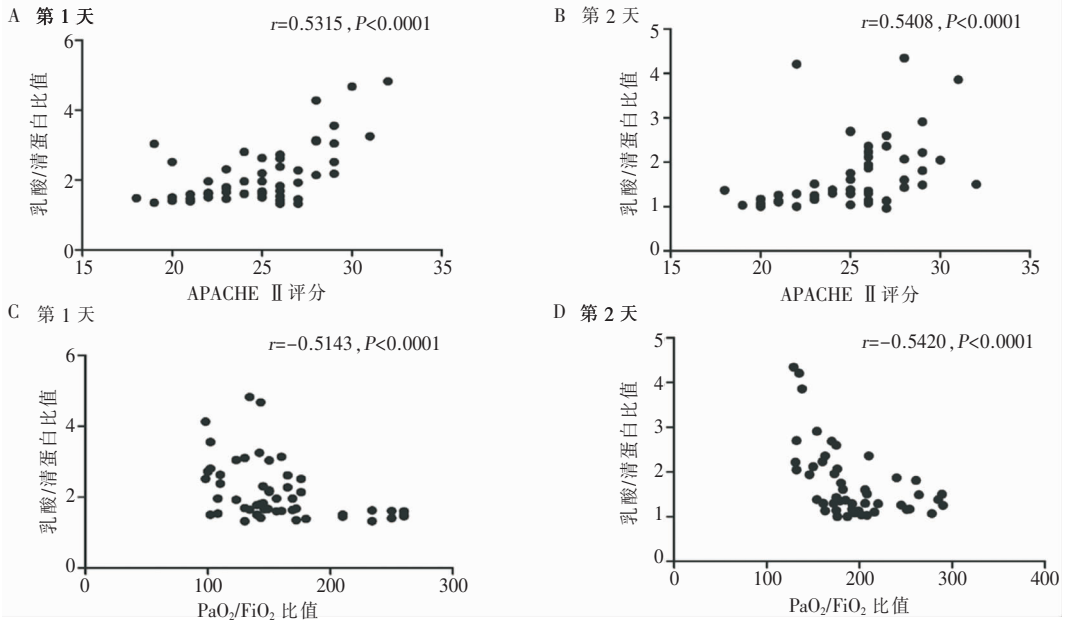 A 第 1 天
r=0.5315 , P<0.0001
6
4
2
0
乳酸/清蛋白比值
15 20 25 30 35
APACHE Ⅱ 评分
B 第 2 天
r=0.5408 , P<0.0001
5
4
3
2
1
0
乳酸/清蛋白比值
15 20 25 30 35
APACHE Ⅱ 评分
C 第 1 天
r=−0.5143 , P<0.0001
6
4
2
0
乳酸/清蛋白比值
0 100 200 300
PaO₂/FiO₂ 比值
D 第 2 天
r=−0.5420 , P<0.0001
5
4
3
2
1
0
乳酸/清蛋白比值
0 100 200 300 400
PaO₂/FiO₂ 比值